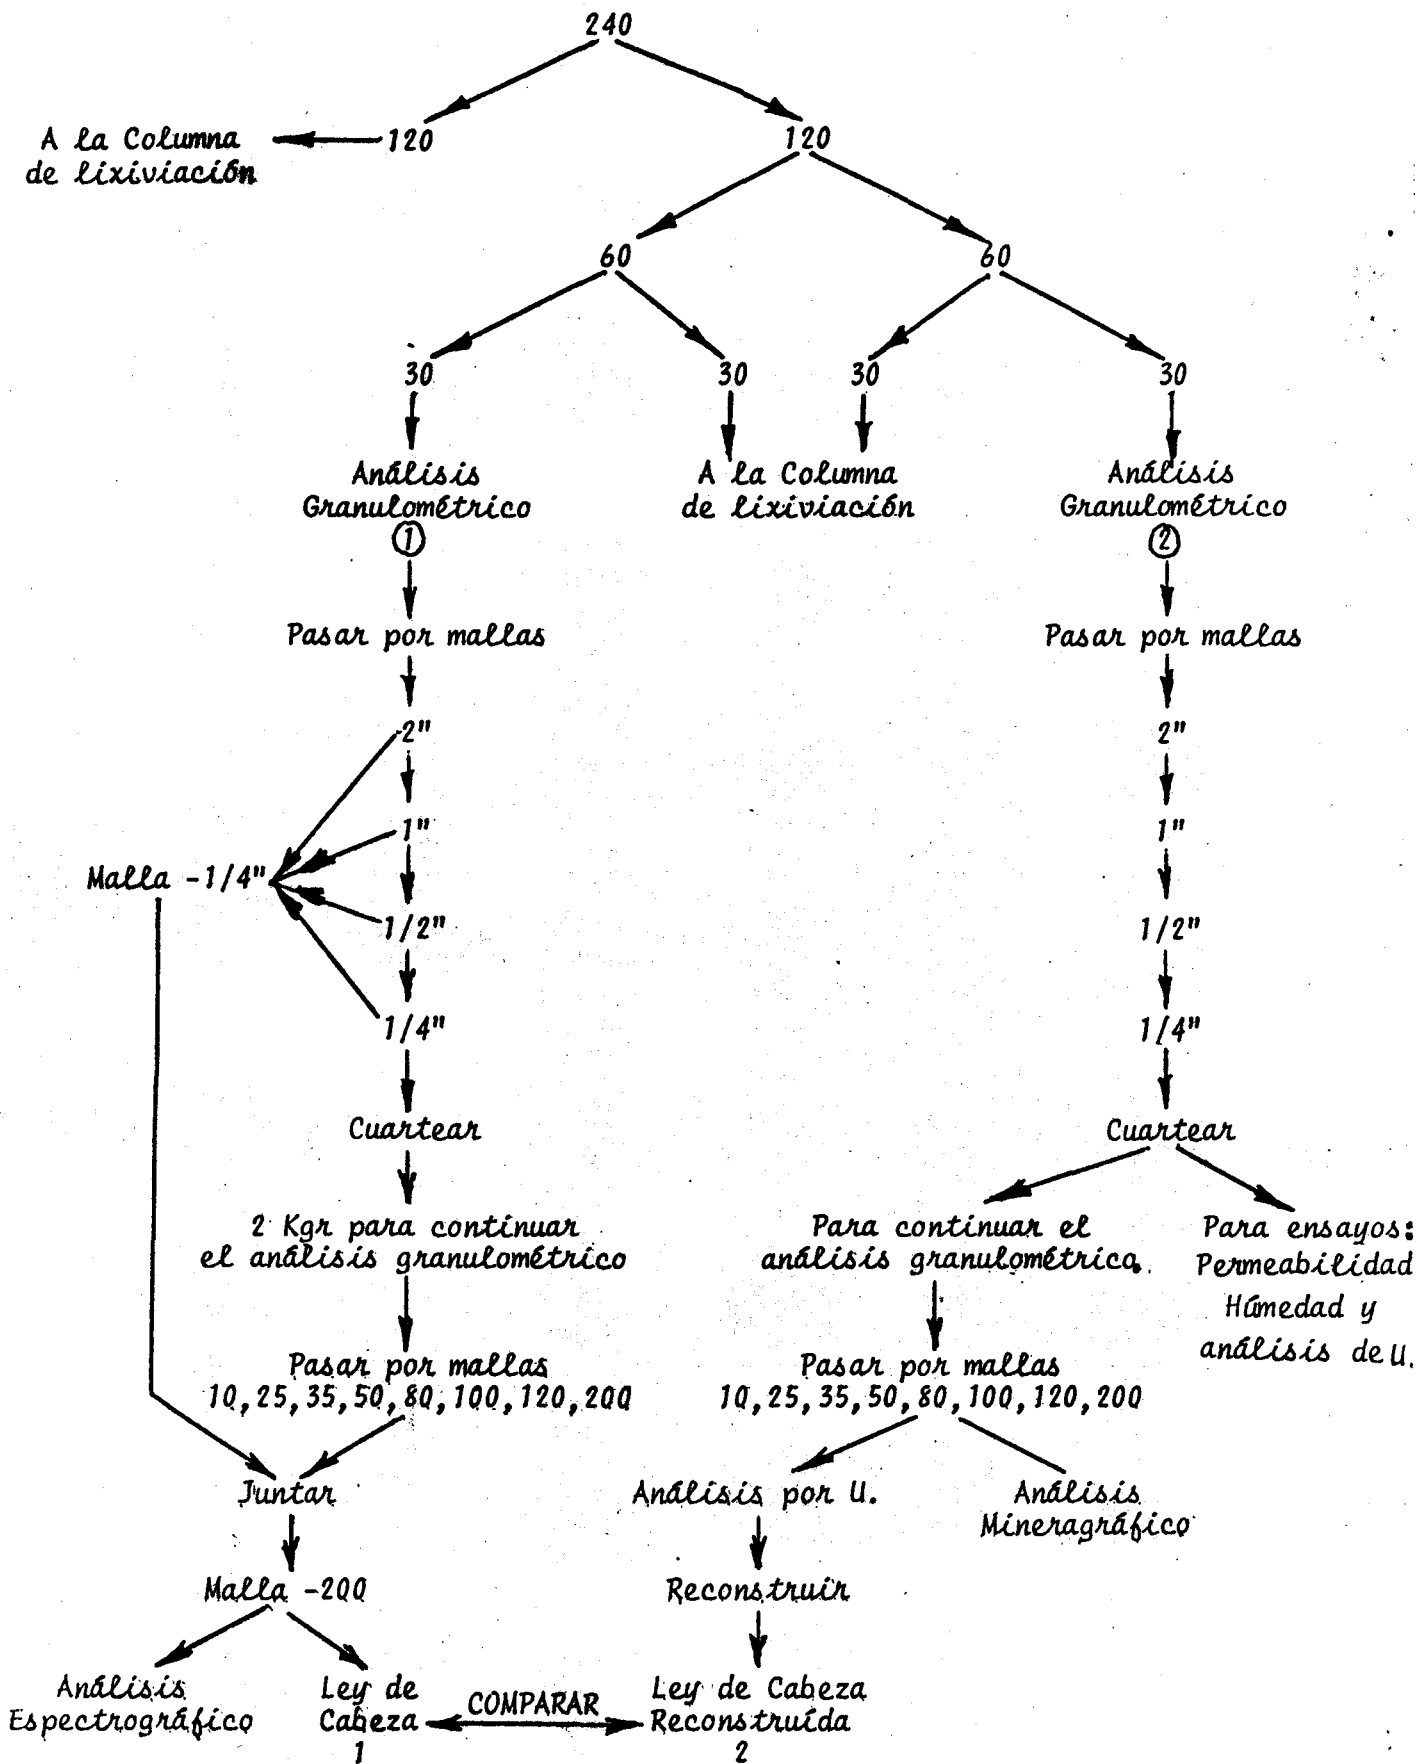 240
A la Columna
de lixiviación
120
120
60
60
30
30
30
30
Análisis
Granulométrico
1
A la Columna
de lixiviación
Análisis
Granulométrico
2
Pasar por mallas
Pasar por mallas
2"
2"
1"
1"
Malla -1/4"
1/2"
1/2"
1/4"
1/4"
Cuartear
Cuartear
2 Kgr para continuar
el análisis granulométrico
Para continuar el
análisis granulométrico.
Para ensayos:
Permeabilidad
Húmedad y
análisis de U.
Pasar por mallas
10,25,35,50,80,100,120,200
Pasar por mallas
10,25,35,50,80,100,120,200
Juntar
Análisis por U.
Análisis
Mineragráfico
Malla -200
Reconstruír
Análisis
Espectrográfico
Ley de
Cabeza
1
COMPARAR
Ley de Cabeza
Reconstruída
2